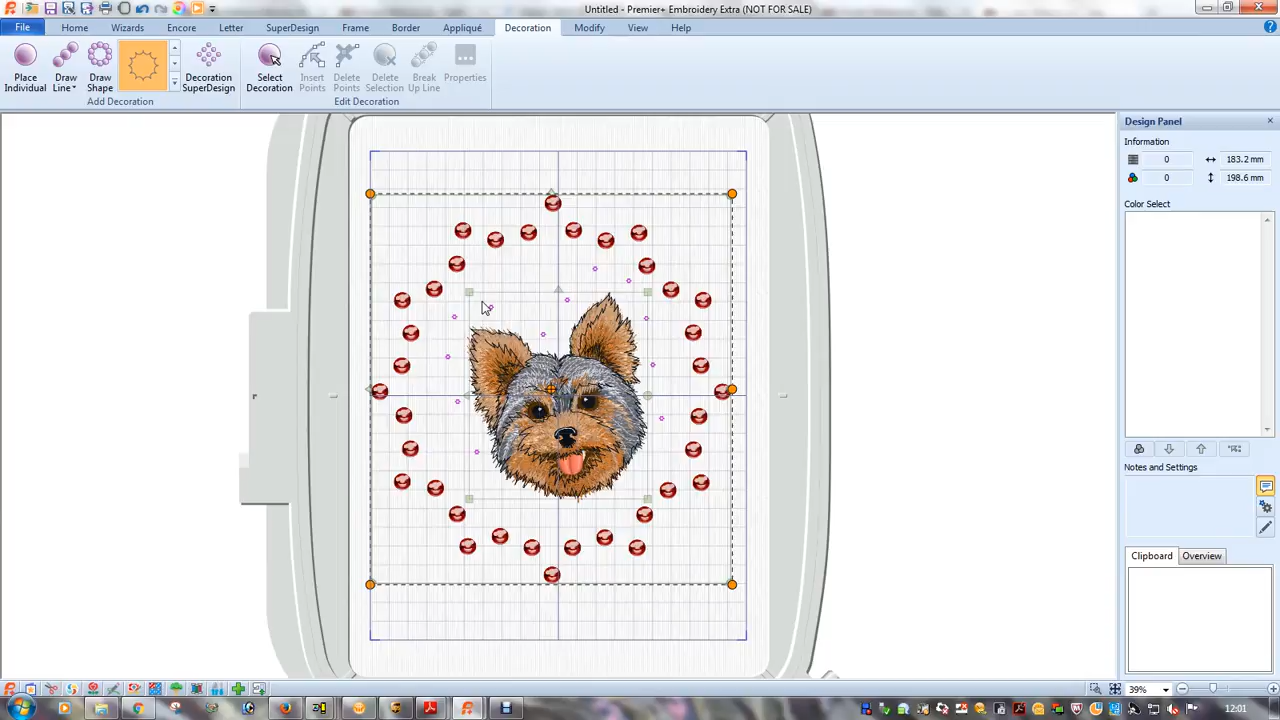 Untitled - Premier+ Embroidery Extra (NOT FOR SALE)
File Home Wizards Encore Letter SuperDesign Frame Border Appliqué Decoration Modify View Help
Place Individual
Draw Line
Draw Shape
Decoration SuperDesign
Select Decoration
Insert Points
Delete Points
Delete Selection
Break Up Line
Properties
Add Decoration
Edit Decoration
Design Panel
Information
0 183.2 mm
0 198.6 mm
Color Select
Notes and Settings
Clipboard Overview
r
39%
12:01